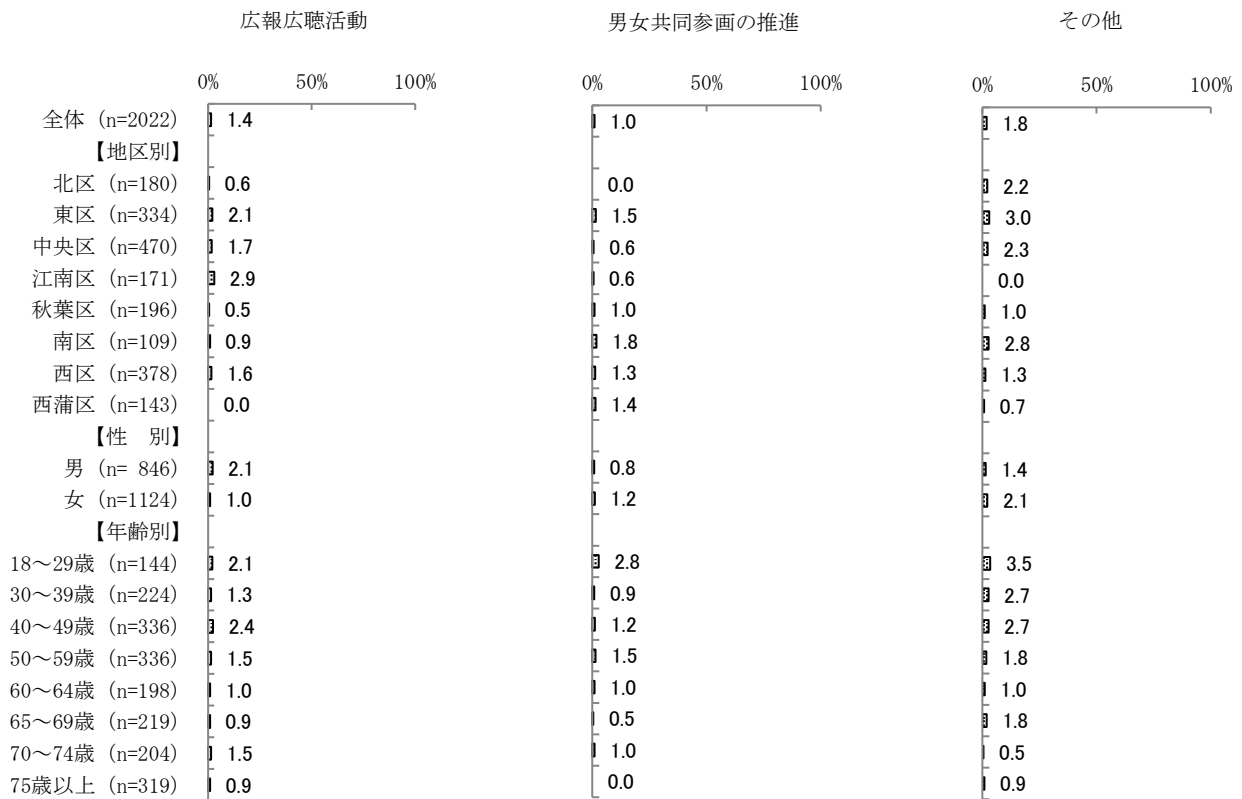 広報広聴活動 男女共同参画の推進 その他
0% 50% 100% 0% 50% 100% 0% 50% 100%
全体 (n=2022) 1.4 1.0 1.8
【地区別】
北区 (n=180) 0.6 0.0 2.2
東区 (n=334) 2.1 1.5 3.0
中央区 (n=470) 1.7 0.6 2.3
江南区 (n=171) 2.9 0.6 0.0
秋葉区 (n=196) 0.5 1.0 1.0
南区 (n=109) 0.9 1.8 2.8
西区 (n=378) 1.6 1.3 1.3
西蒲区 (n=143) 0.0 1.4 0.7
【性　別】
男 (n= 846) 2.1 0.8 1.4
女 (n=1124) 1.0 1.2 2.1
【年齢別】
18～29歳 (n=144) 2.1 2.8 3.5
30～39歳 (n=224) 1.3 0.9 2.7
40～49歳 (n=336) 2.4 1.2 2.7
50～59歳 (n=336) 1.5 1.5 1.8
60～64歳 (n=198) 1.0 1.0 1.0
65～69歳 (n=219) 0.9 0.5 1.8
70～74歳 (n=204) 1.5 1.0 0.5
75歳以上 (n=319) 0.9 0.0 0.9